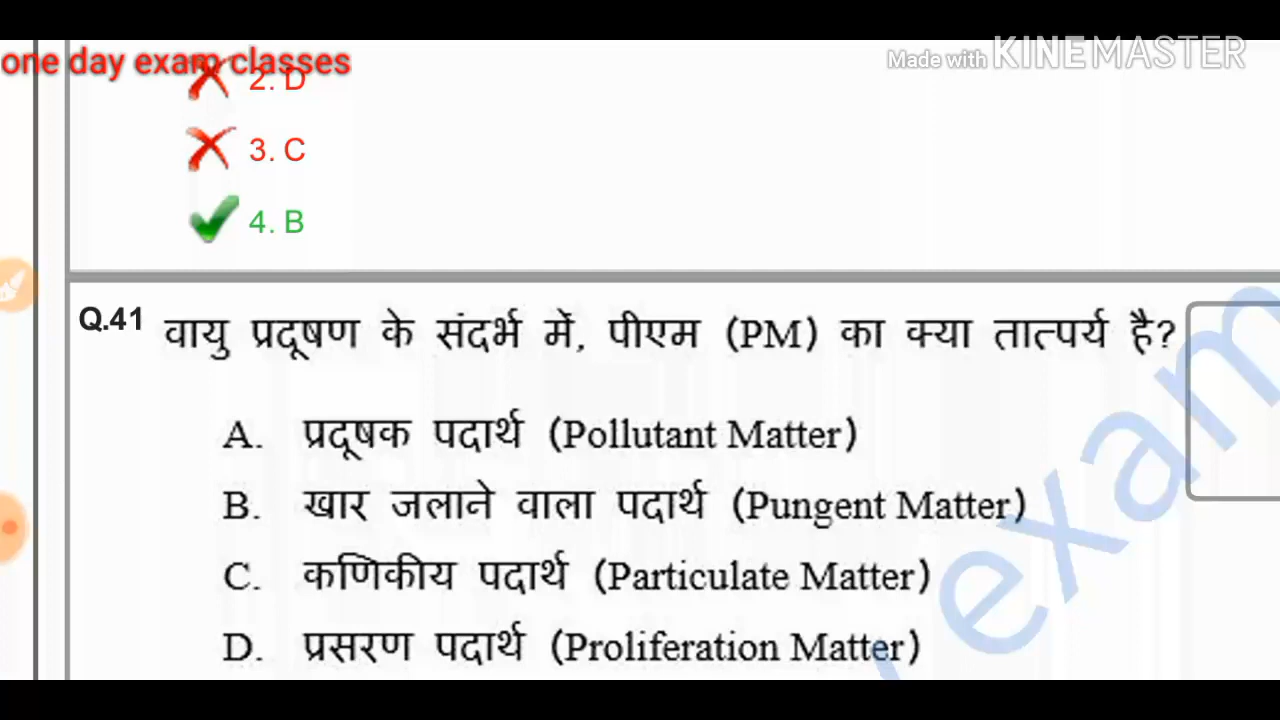 one day exam classes
Made with KINEMASTER
2. D
3. C
4. B
Q.41 वायु प्रदूषण के संदर्भ में, पीएम (PM) का क्या तात्पर्य है?
A. प्रदूषक पदार्थ (Pollutant Matter)
B. खार जलाने वाला पदार्थ (Pungent Matter)
C. कणिकीय पदार्थ (Particulate Matter)
D. प्रसरण पदार्थ (Proliferation Matter)
exam